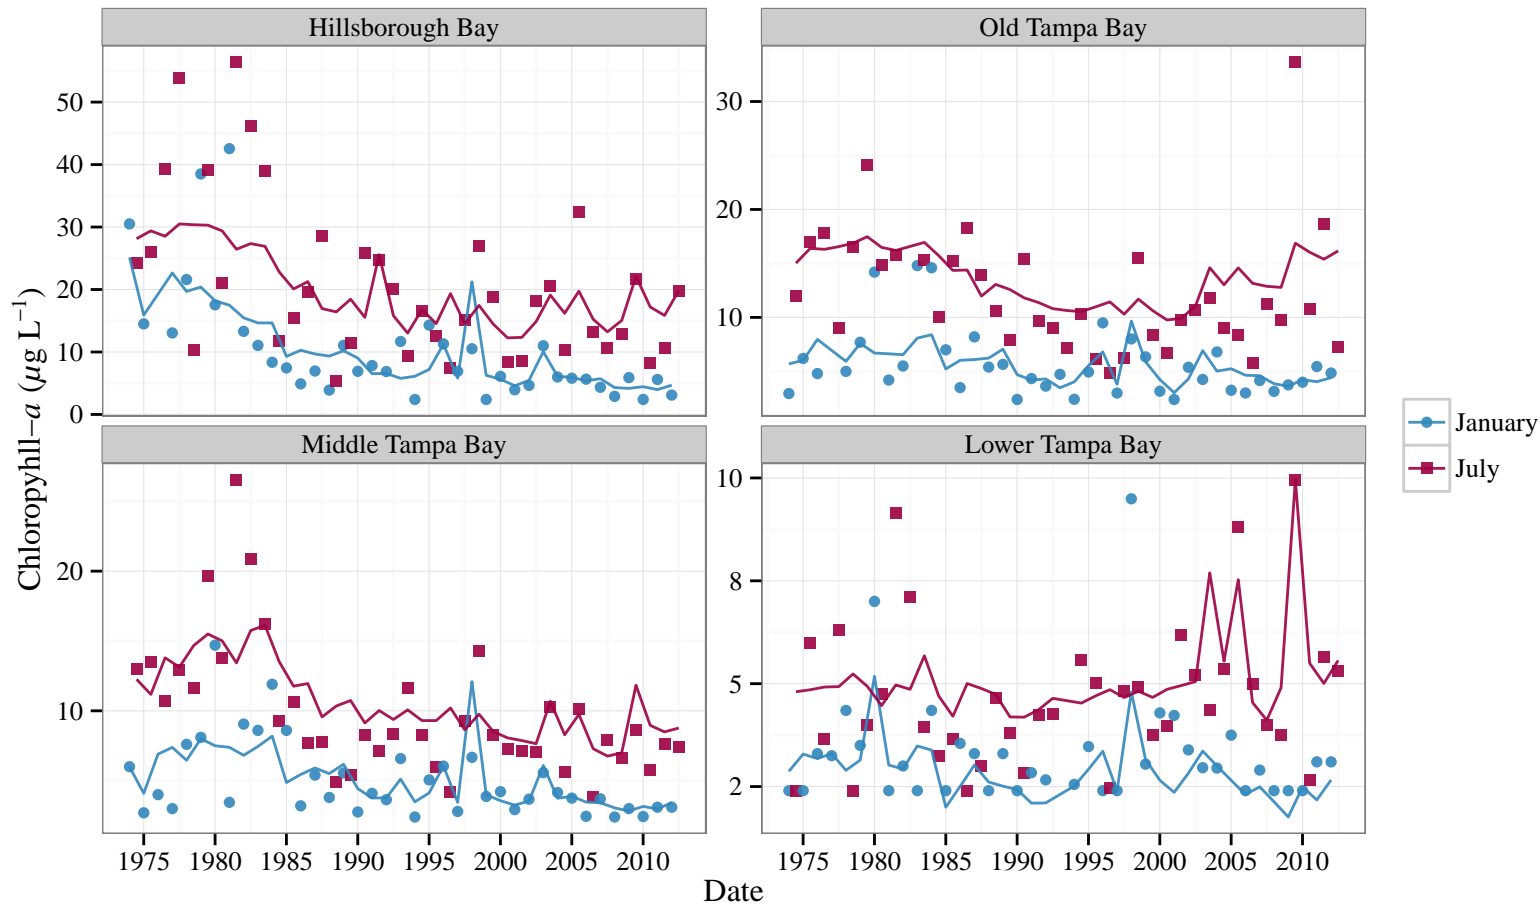 Hillsborough Bay
Old Tampa Bay
50
40
30
20
10
0
30
20
10
Middle Tampa Bay
Lower Tampa Bay
20
10
10
8
5
2
1975 1980 1985 1990 1995 2000 2005 2010
1975 1980 1985 1990 1995 2000 2005 2010
Date
Chloropyhll−a (μg L⁻¹)
January
July